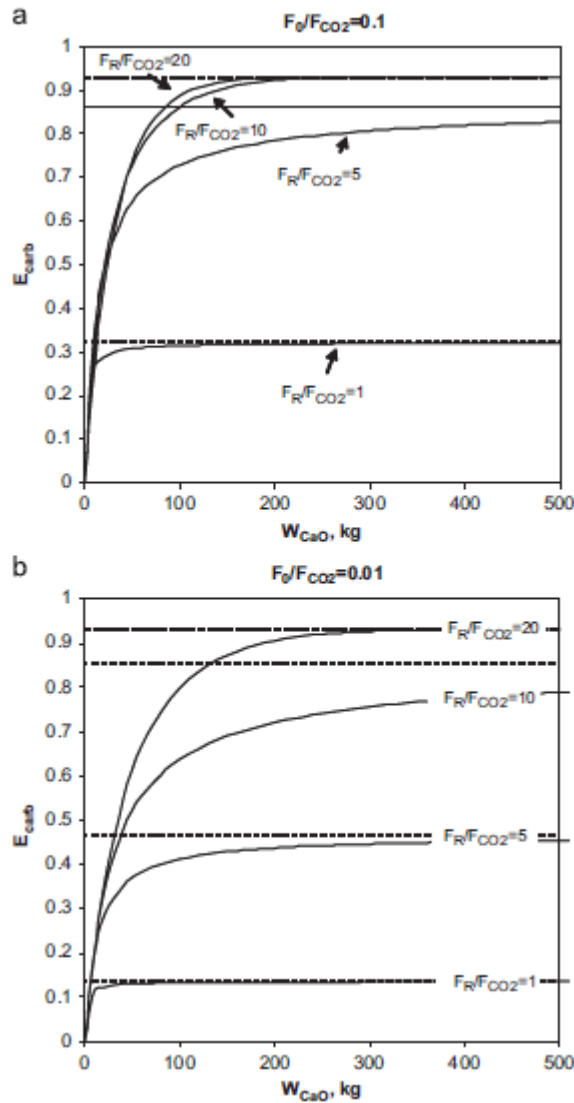 a
F0/FCO2=0.1
1
0.9
0.8
0.7
0.6
0.5
0.4
0.3
0.2
0.1
0
Ecarb
FR/FCO2=20
FR/FCO2=10
FR/FCO2=5
FR/FCO2=1
0 100 200 300 400 500
WCaO, kg
b
F0/FCO2=0.01
1
0.9
0.8
0.7
0.6
0.5
0.4
0.3
0.2
0.1
0
Ecarb
FR/FCO2=20
FR/FCO2=10
FR/FCO2=5
FR/FCO2=1
0 100 200 300 400 500
WCaO, kg